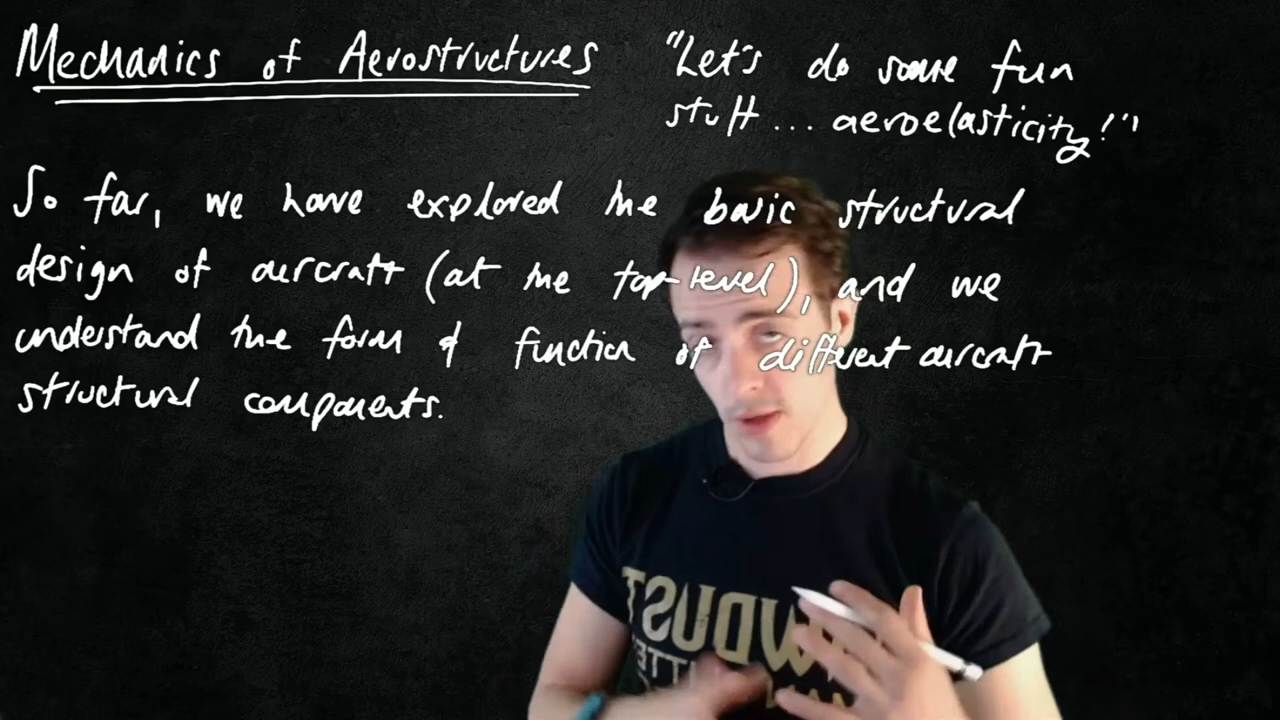 Mechanics of Aerostructures
"Let's do some fun
stuff... aeroelasticity!"
So far, we have explored the basic structural
design of aircraft (at the top-level), and we
understand the form & function of different aircraft
structural components.